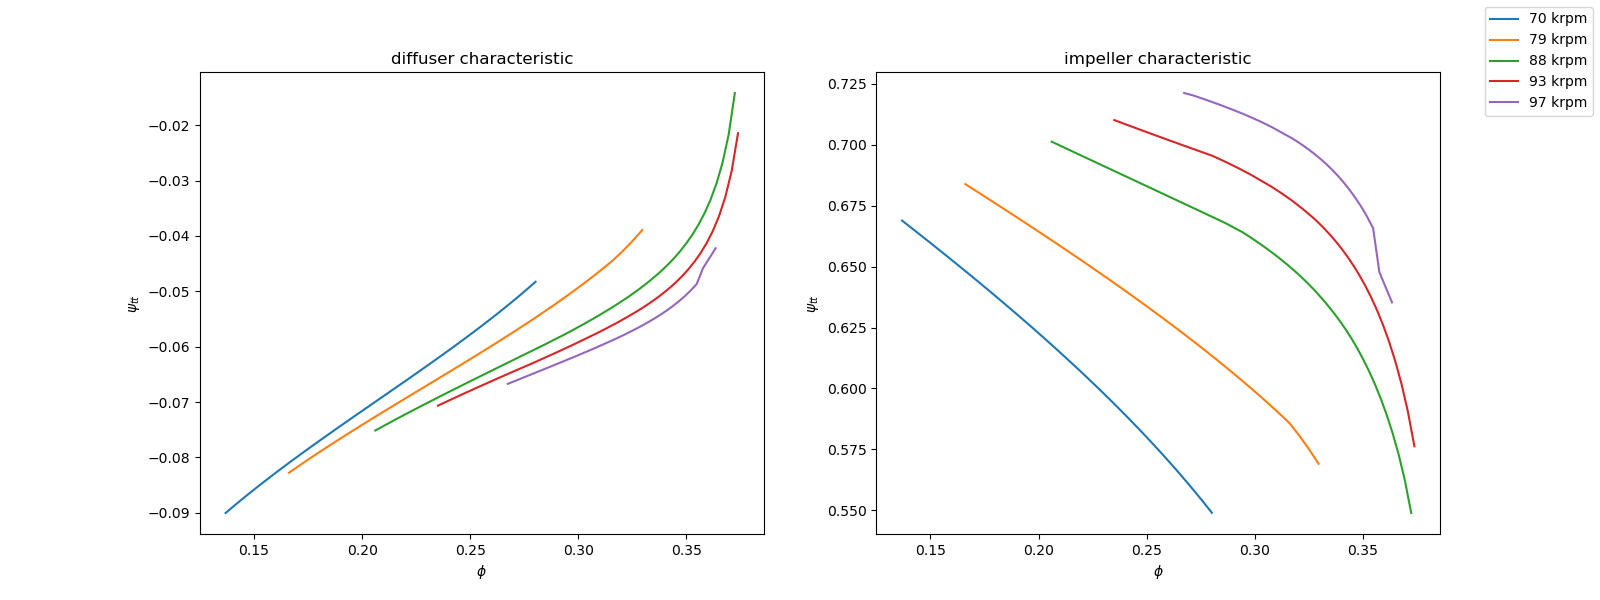 diffuser characteristic
−0.02
−0.03
−0.04
−0.05
−0.06
−0.07
−0.08
−0.09
ψtt
0.15 0.20 0.25 0.30 0.35
ϕ
impeller characteristic
0.725
0.700
0.675
0.650
0.625
0.600
0.575
0.550
ψtt
0.15 0.20 0.25 0.30 0.35
ϕ
70 krpm
79 krpm
88 krpm
93 krpm
97 krpm